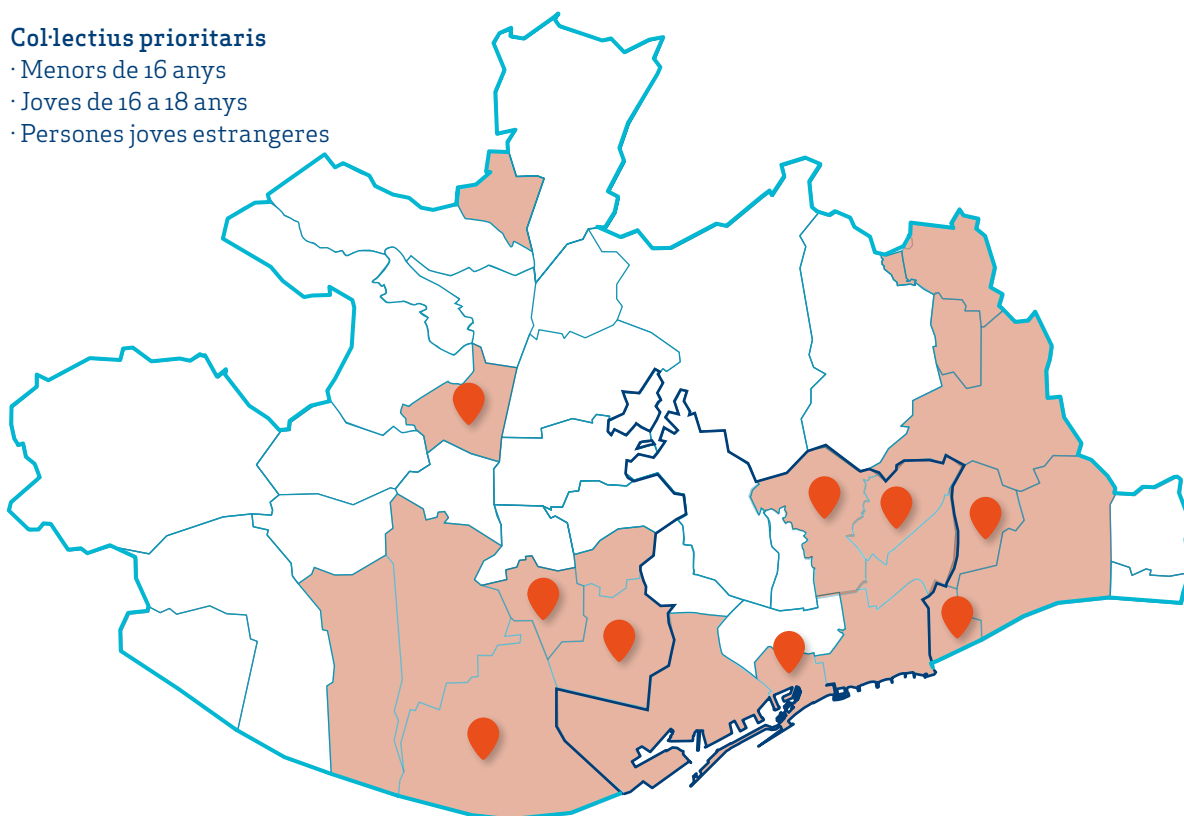 Col·lectius prioritaris
· Menors de 16 anys
· Joves de 16 a 18 anys
· Persones joves estrangeres